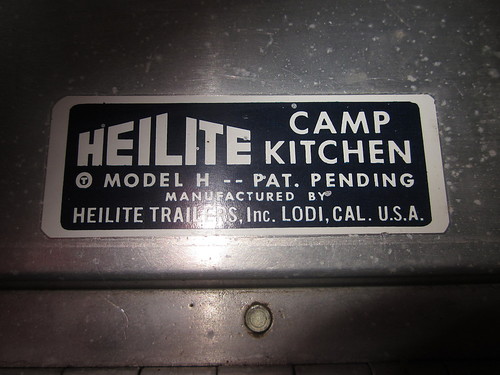 HEILITE CAMP KITCHEN
Ⓣ MODEL H -- PAT. PENDING
MANUFACTURED BY
HEILITE TRAILERS, Inc. LODI, CAL. U.S.A.